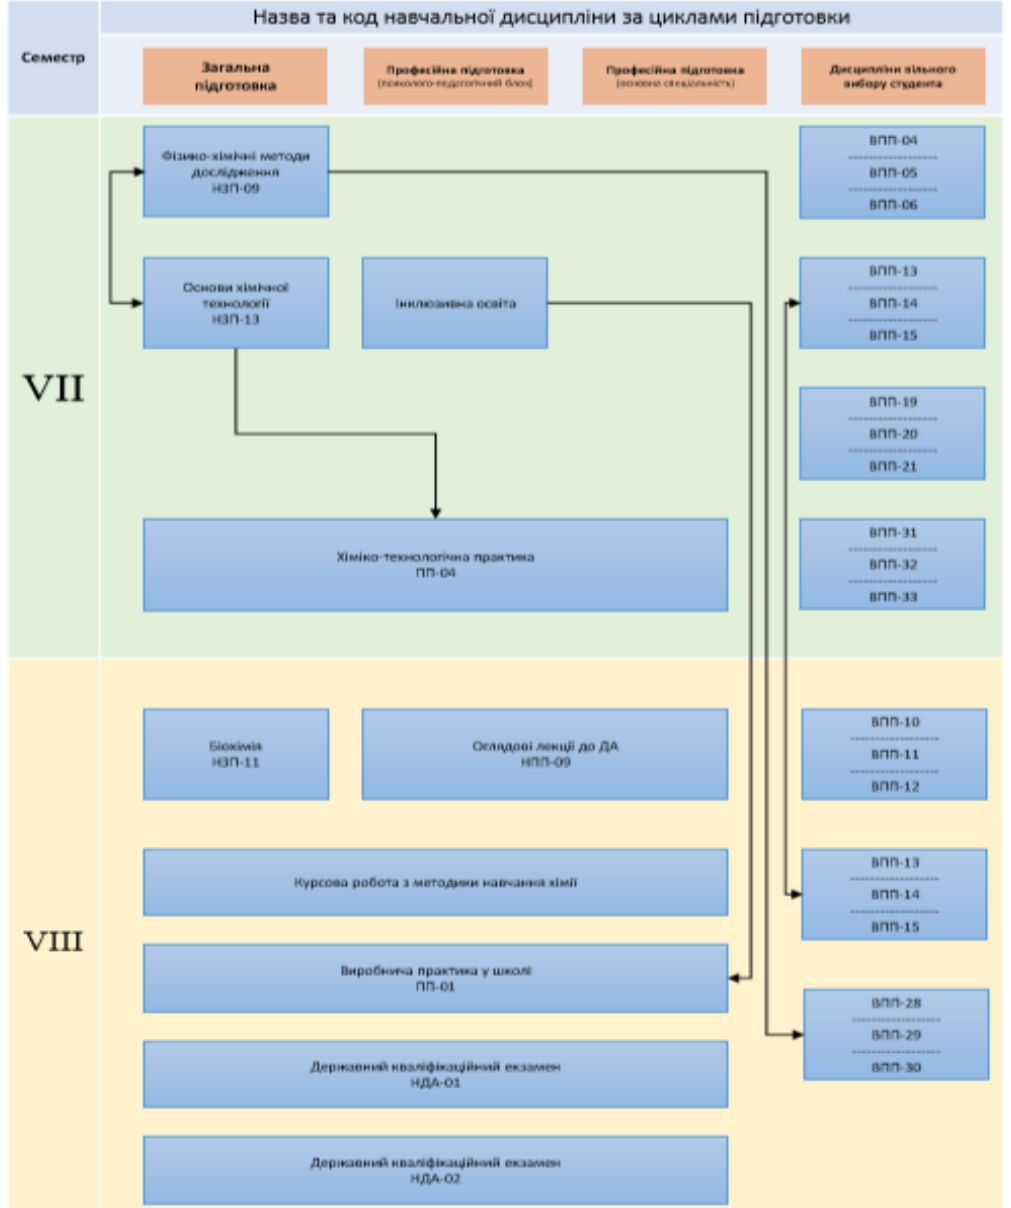 Назва та код навчальної дисципліни за циклами підготовки
Семестр
Загальна
підготовка
Професійна підготовка
(психолого-педагогічний блок)
Професійна підготовка
(основна спеціальність)
Дисципліни вільного
вибору студента
VII
Фізико-хімічні методи
дослідження
НЗП-09
ВПП-04
--------------------
ВПП-05
--------------------
ВПП-06
Основи хімічної
технології
НЗП-13
Інклюзивна освіта
ВПП-13
--------------------
ВПП-14
--------------------
ВПП-15
ВПП-19
--------------------
ВПП-20
--------------------
ВПП-21
Хіміко-технологічна практика
ПП-04
ВПП-31
--------------------
ВПП-32
--------------------
ВПП-33
VIII
Біохімія
НЗП-11
Оглядові лекції до ДА
НПП-09
ВПП-10
--------------------
ВПП-11
--------------------
ВПП-12
Курсова робота з методики навчання хімії
ВПП-13
--------------------
ВПП-14
--------------------
ВПП-15
Виробнича практика у школі
ПП-01
ВПП-28
--------------------
ВПП-29
--------------------
ВПП-30
Державний кваліфікаційний екзамен
НДА-01
Державний кваліфікаційний екзамен
НДА-02